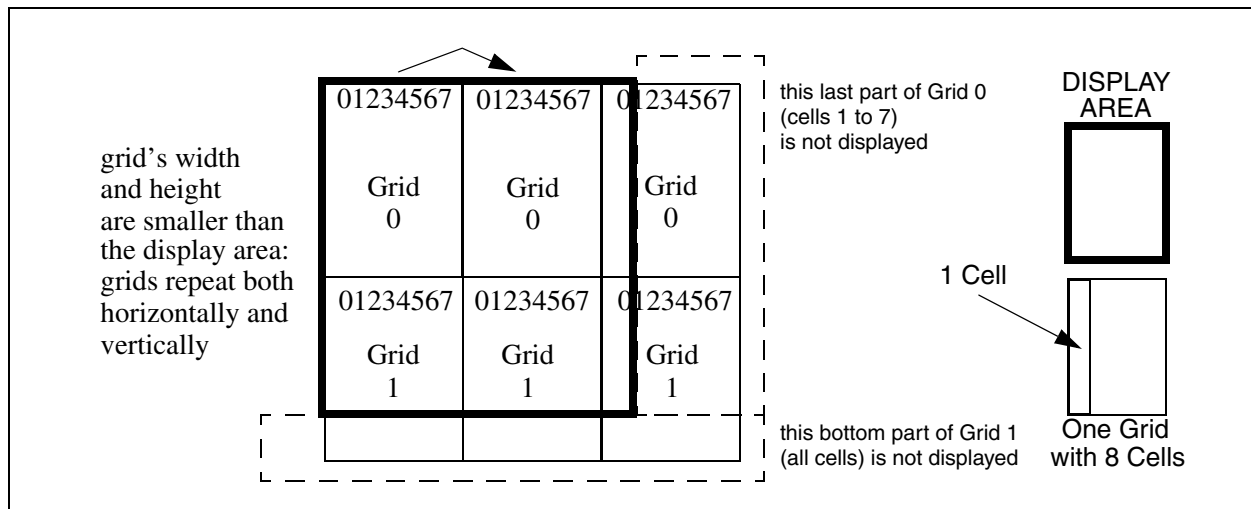 grid's width
and height
are smaller than
the display area:
grids repeat both
horizontally and
vertically
01234567 01234567 01234567
Grid Grid Grid
0 0 0
01234567 01234567 01234567
Grid Grid Grid
1 1 1
this last part of Grid 0
(cells 1 to 7)
is not displayed
this bottom part of Grid 1
(all cells) is not displayed
DISPLAY
AREA
1 Cell
One Grid
with 8 Cells